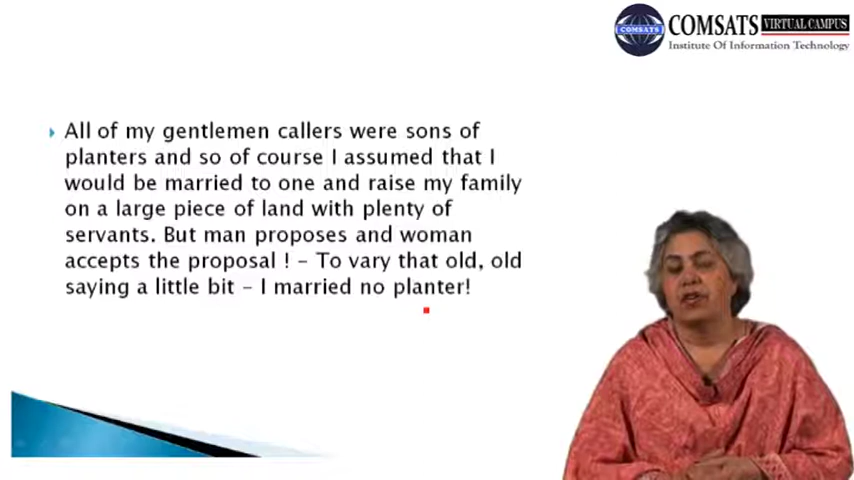 COMSATS VIRTUAL CAMPUS
COMSATS
Institute Of Information Technology
All of my gentlemen callers were sons of
planters and so of course I assumed that I
would be married to one and raise my family
on a large piece of land with plenty of
servants. But man proposes and woman
accepts the proposal ! – To vary that old, old
saying a little bit – I married no planter!